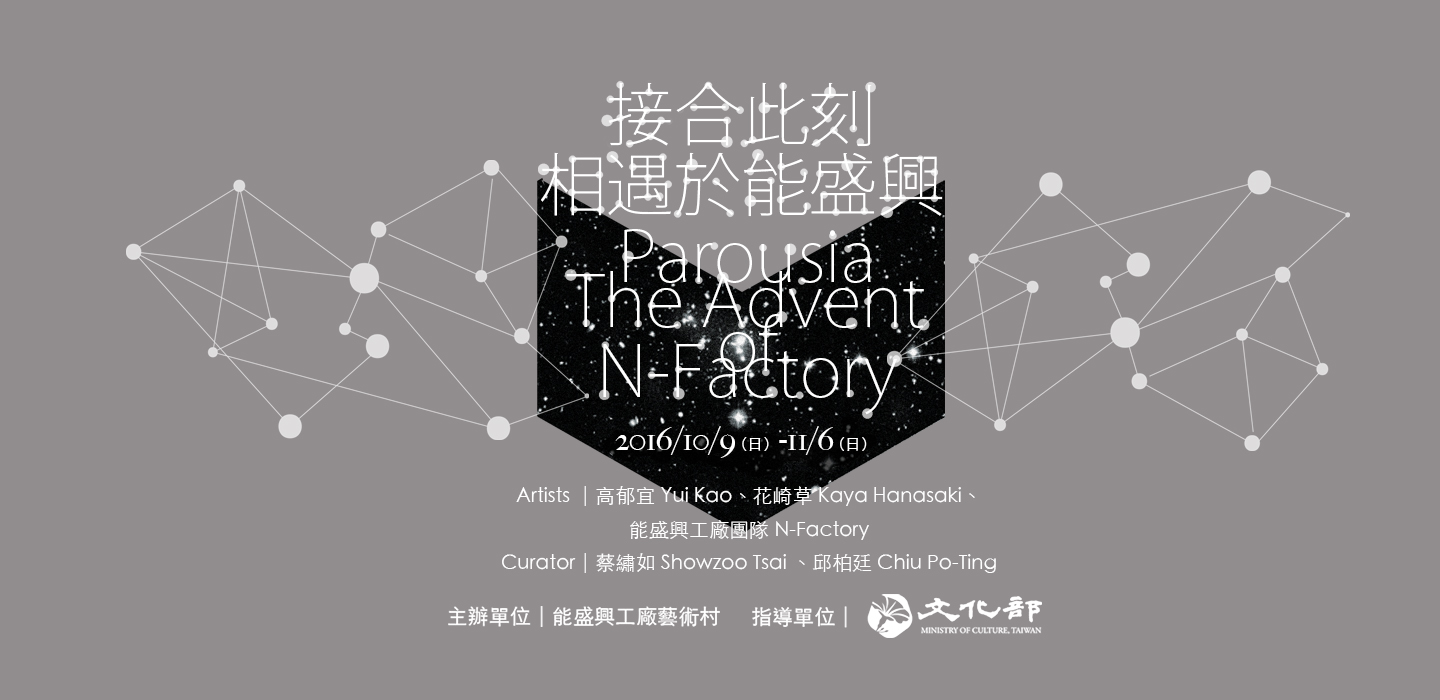 接合此刻
相遇於能盛興
Parousia
The Advent
of
N-Factory
2016/10/9 (日) -11/6 (日)
Artists ｜高郁宜 Yui Kao、花崎草 Kaya Hanasaki、
能盛興工廠團隊 N-Factory
Curator｜蔡繡如 Showzoo Tsai 、邱柏廷 Chiu Po-Ting
主辦單位｜能盛興工廠藝術村 指導單位｜ 文化部
MINISTRY OF CULTURE, TAIWAN